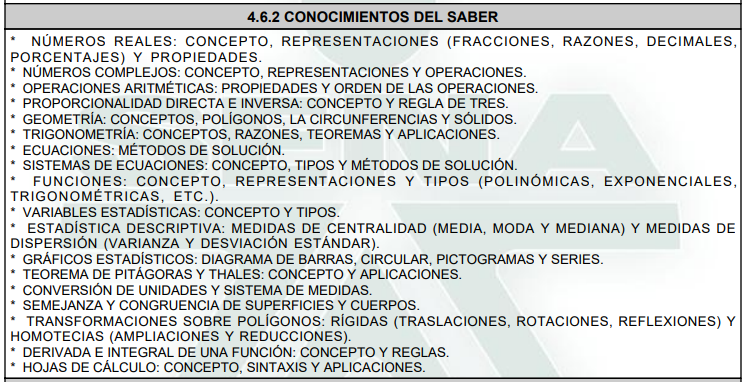 4.6.2 CONOCIMIENTOS DEL SABER
* NÚMEROS REALES: CONCEPTO, REPRESENTACIONES (FRACCIONES, RAZONES, DECIMALES,
PORCENTAJES) Y PROPIEDADES.
* NÚMEROS COMPLEJOS: CONCEPTO, REPRESENTACIONES Y OPERACIONES.
* OPERACIONES ARITMÉTICAS: PROPIEDADES Y ORDEN DE LAS OPERACIONES.
* PROPORCIONALIDAD DIRECTA E INVERSA: CONCEPTO Y REGLA DE TRES.
* GEOMETRÍA: CONCEPTOS, POLÍGONOS, LA CIRCUNFERENCIAS Y SÓLIDOS.
* TRIGONOMETRÍA: CONCEPTOS, RAZONES, TEOREMAS Y APLICACIONES.
* ECUACIONES: MÉTODOS DE SOLUCIÓN.
* SISTEMAS DE ECUACIONES: CONCEPTO, TIPOS Y MÉTODOS DE SOLUCIÓN.
* FUNCIONES: CONCEPTO, REPRESENTACIONES Y TIPOS (POLINÓMICAS, EXPONENCIALES,
TRIGONOMÉTRICAS, ETC.).
* VARIABLES ESTADÍSTICAS: CONCEPTO Y TIPOS.
* ESTADÍSTICA DESCRIPTIVA: MEDIDAS DE CENTRALIDAD (MEDIA, MODA Y MEDIANA) Y MEDIDAS DE
DISPERSIÓN (VARIANZA Y DESVIACIÓN ESTÁNDAR).
* GRÁFICOS ESTADÍSTICOS: DIAGRAMA DE BARRAS, CIRCULAR, PICTOGRAMAS Y SERIES.
* TEOREMA DE PITÁGORAS Y THALES: CONCEPTO Y APLICACIONES.
* CONVERSIÓN DE UNIDADES Y SISTEMA DE MEDIDAS.
* SEMEJANZA Y CONGRUENCIA DE SUPERFICIES Y CUERPOS.
* TRANSFORMACIONES SOBRE POLÍGONOS: RÍGIDAS (TRASLACIONES, ROTACIONES, REFLEXIONES) Y
HOMOTECIAS (AMPLIACIONES Y REDUCCIONES).
* DERIVADA E INTEGRAL DE UNA FUNCIÓN: CONCEPTO Y REGLAS.
* HOJAS DE CÁLCULO: CONCEPTO, SINTAXIS Y APLICACIONES.
SENA